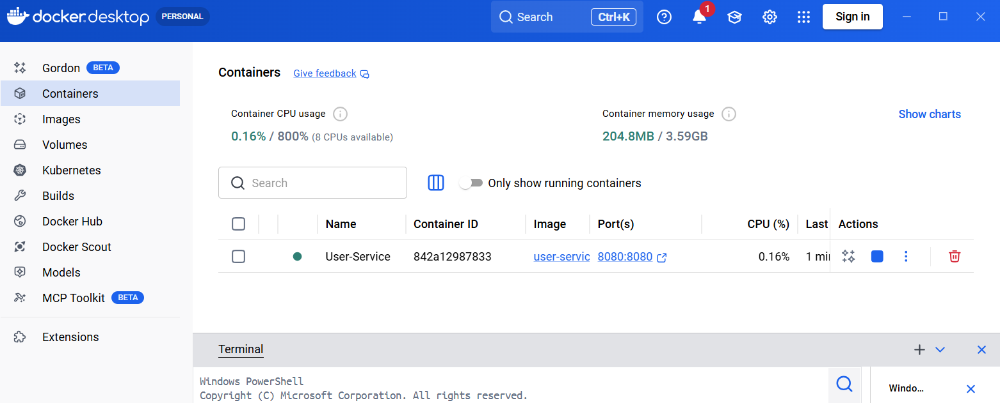 docker.desktop PERSONAL Search Ctrl+K 1 Sign in
Gordon BETA
Containers
Images
Volumes
Kubernetes
Builds
Docker Hub
Docker Scout
Models
MCP Toolkit BETA
Extensions
Containers Give feedback
Container CPU usage
0.16% / 800% (8 CPUs available)
Container memory usage
204.8MB / 3.59GB
Show charts
Search Only show running containers
Name Container ID Image Port(s) CPU (%) Last Actions
User-Service 842a12987833 user-servic 8080:8080 0.16% 1 mi
Terminal
Windows PowerShell
Copyright (C) Microsoft Corporation. All rights reserved.
Windo...